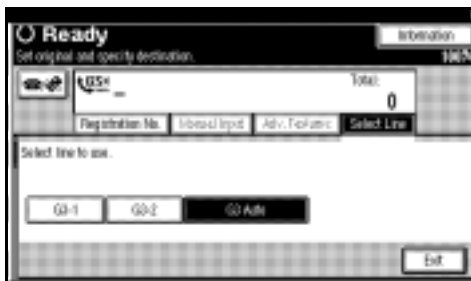 Ready
Information
Set original and specify destination.
100%
G3
Total:
0
Registration No.
Manual Input
Adv. Features
Select Line
Select line to use.
G3-1
G3-2
G3 Auto
Exit